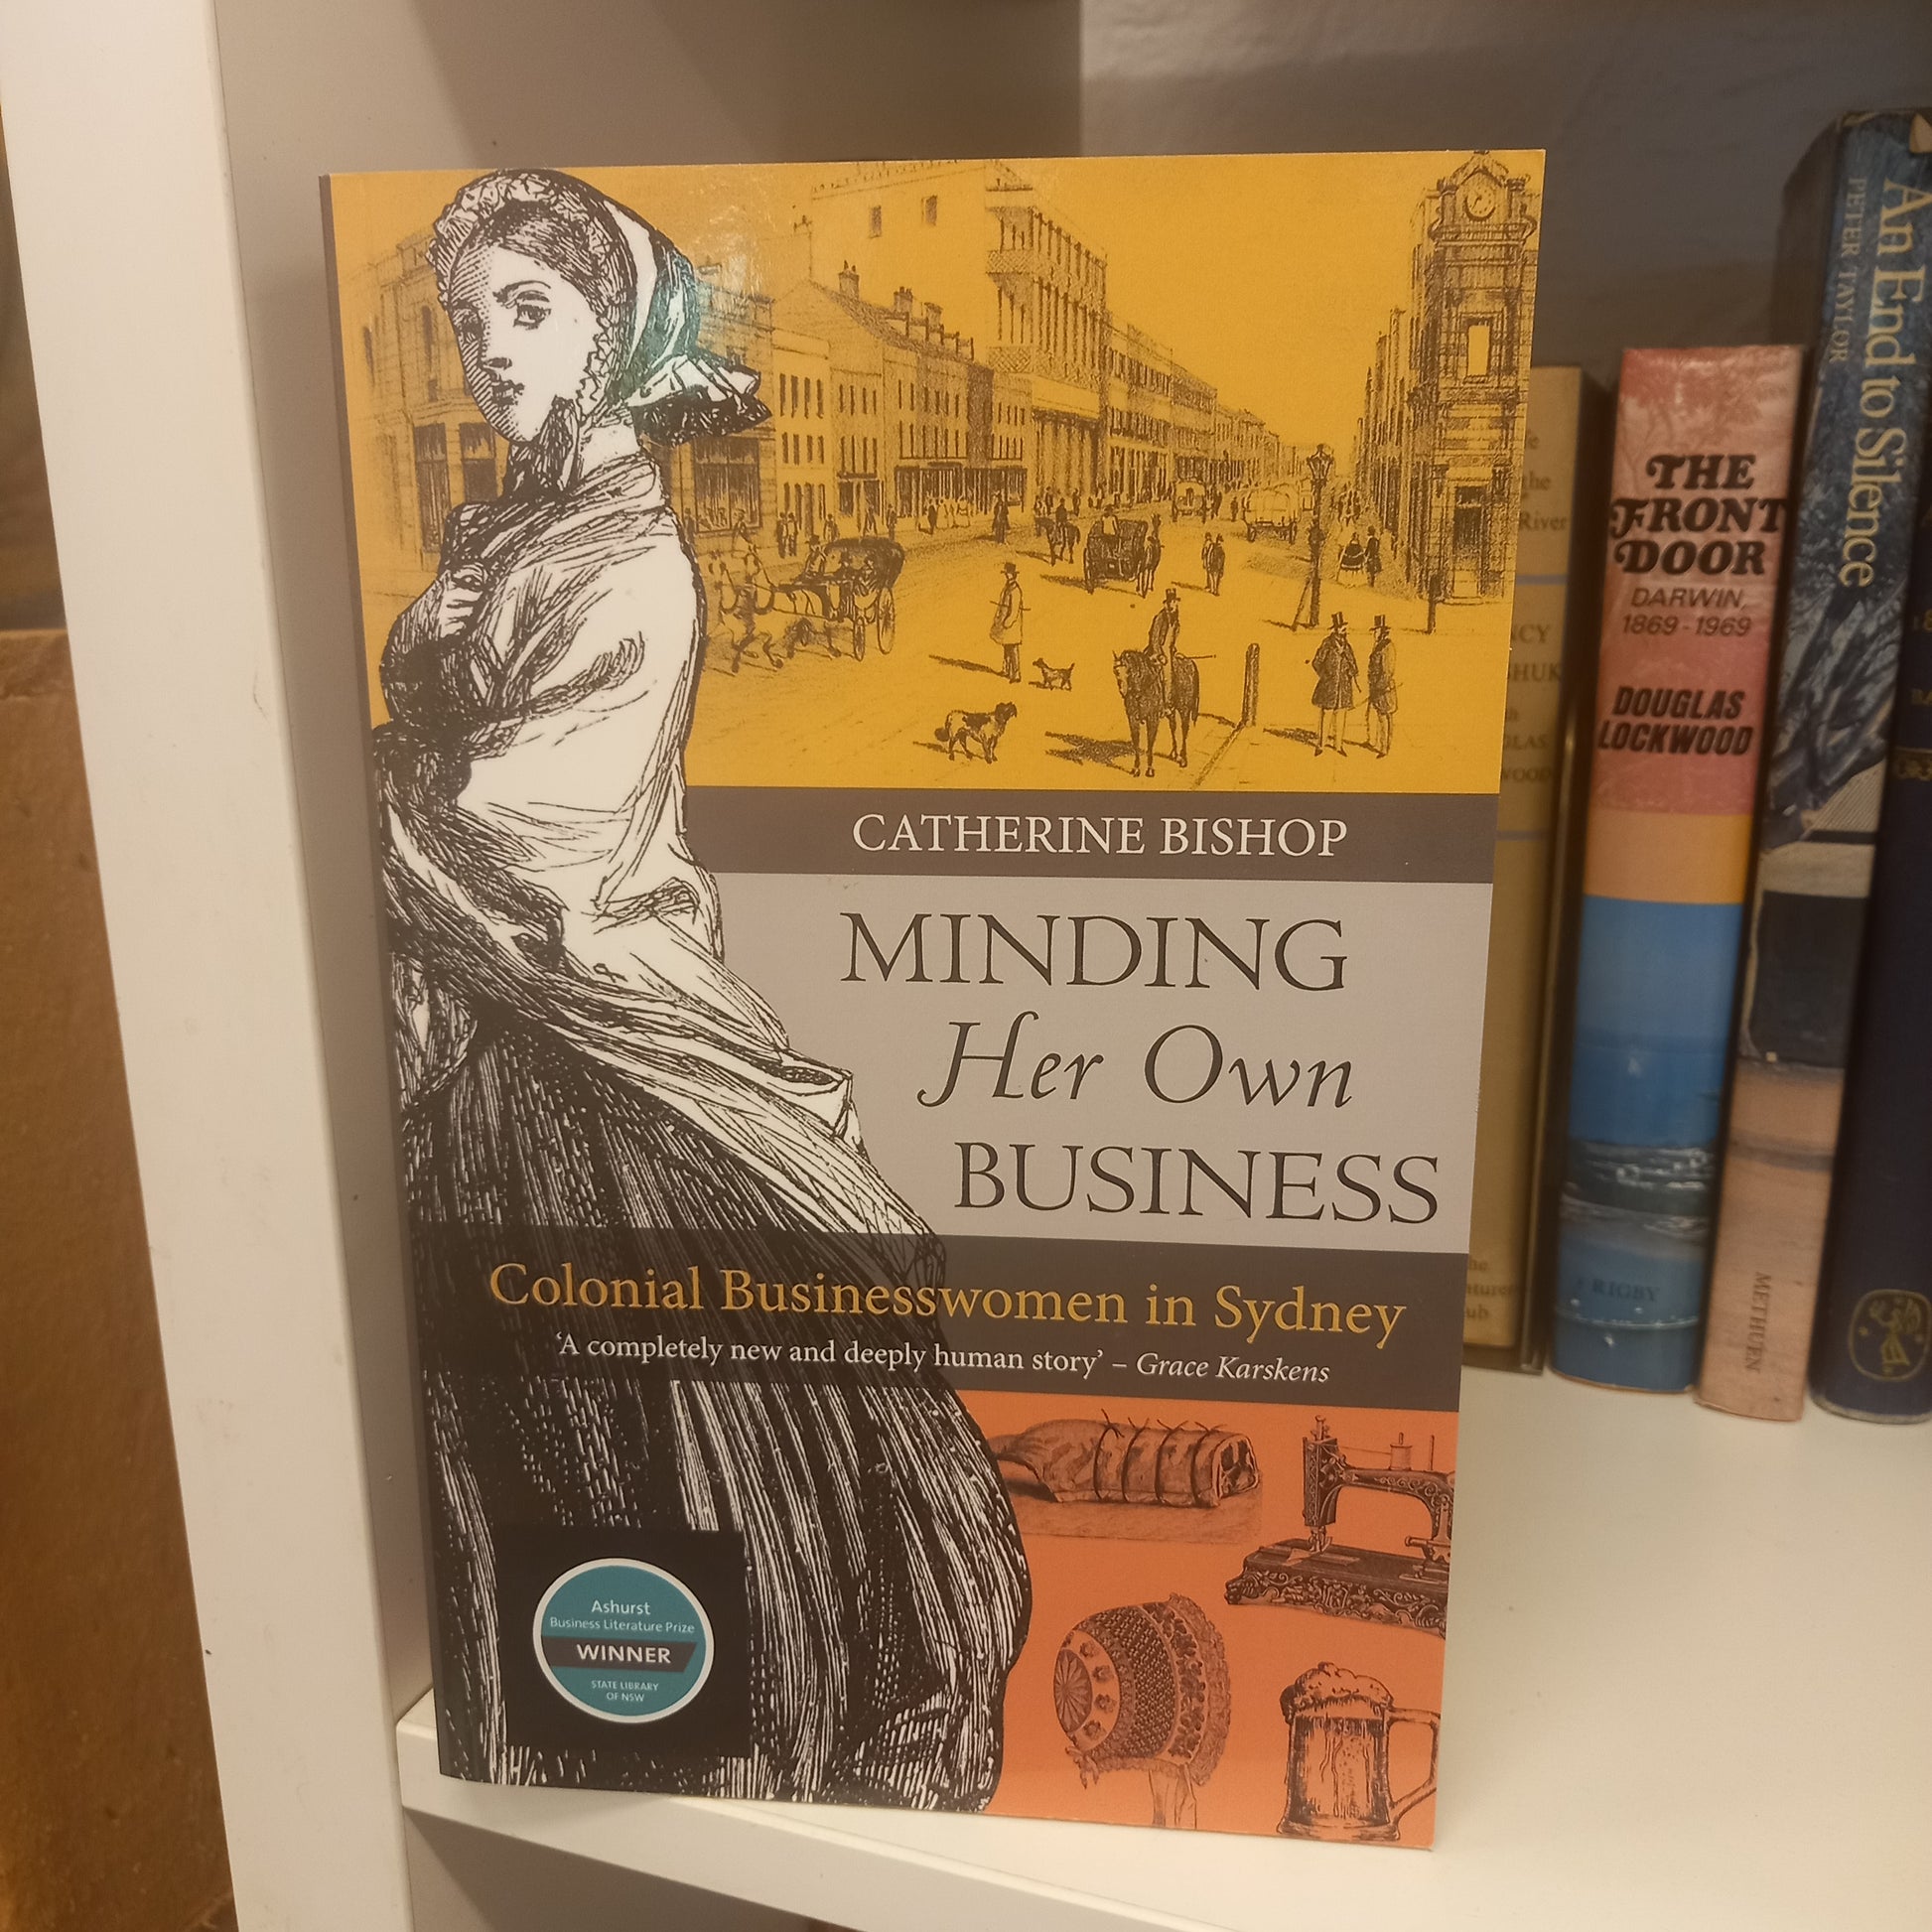 CATHERINE BISHOP
MINDING
Her Own
BUSINESS
Colonial Businesswomen in Sydney
‘A completely new and deeply human story’ – Grace Karskens
Ashurst
Business Literature Prize
WINNER
STATE LIBRARY
OF NSW
the
River
THE
FRONT
DOOR
DARWIN,
1869-1969
DOUGLAS
LOCKWOOD
RIGBY
An End to Silence
PETER TAYLOR
METHUEN